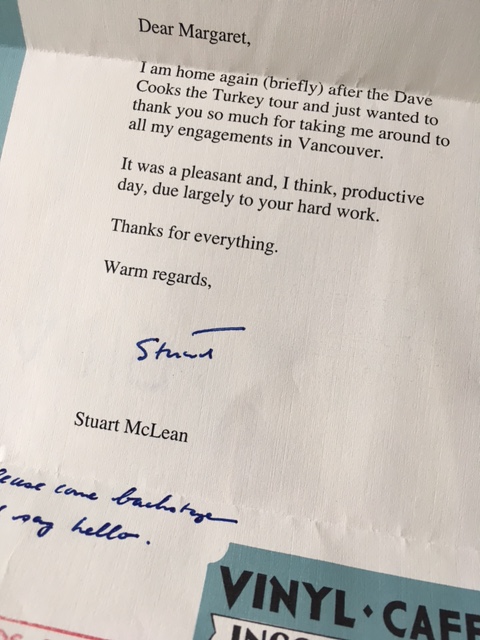 Dear Margaret,
I am home again (briefly) after the Dave
Cooks the Turkey tour and just wanted to
thank you so much for taking me around to
all my engagements in Vancouver.
It was a pleasant and, I think, productive
day, due largely to your hard work.
Thanks for everything.
Warm regards,
Stuart
Stuart McLean
come backstage
say hello.
VINYL · CAFE